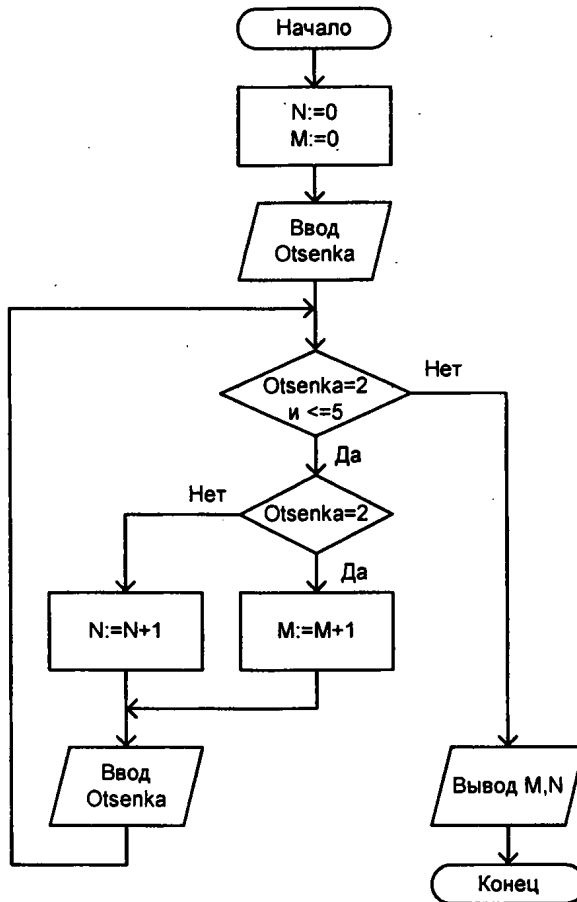 Начало
N:=0
M:=0
Ввод
Otsenka
Otsenka=2
и <=5
Нет
Да
Нет
Otsenka=2
Да
N:=N+1
M:=M+1
Ввод
Otsenka
Вывод M,N
Конец